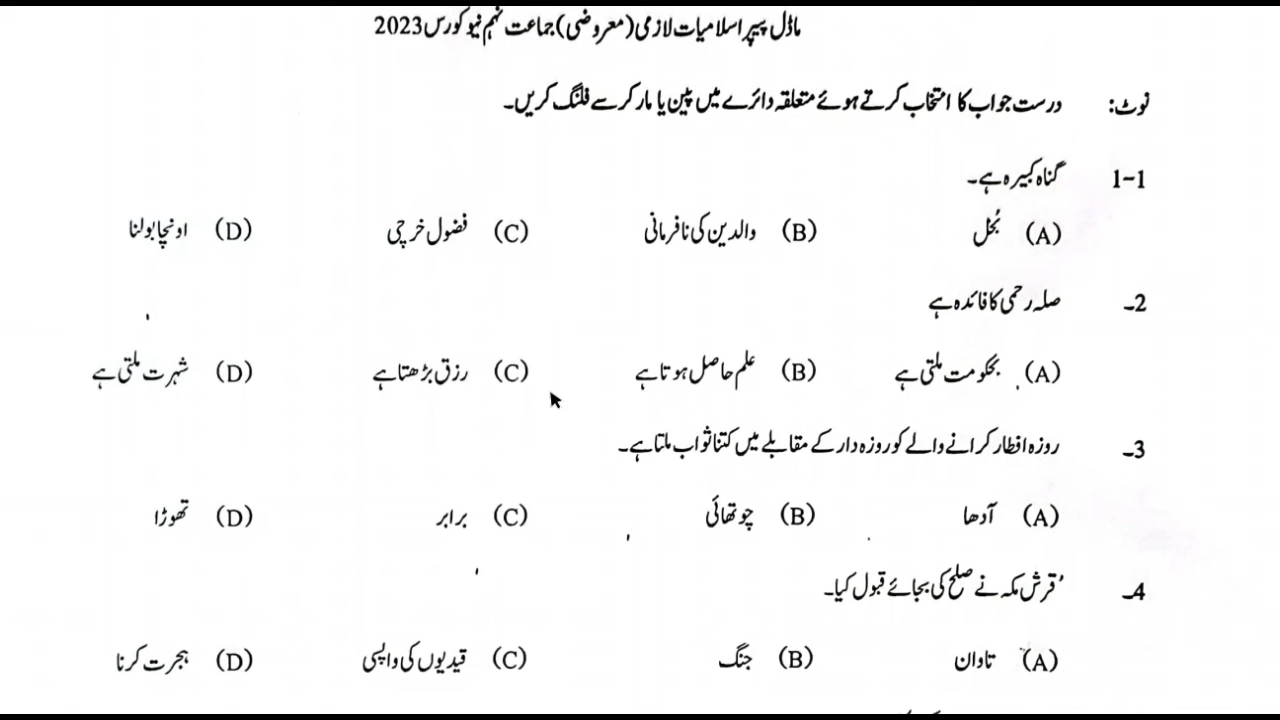 ماڈل پیپر اسلامیات لازمی (معروضی) جماعت نہم نیو کورس 2023
نوٹ: درست جواب کا انتخاب کرتے ہوئے متعلقہ دائرے میں پین یا مارکر سے فلنگ کریں۔
1-1 گناہ کبیرہ ہے۔
(A) بُخل (B) والدین کی نافرمانی (C) فضول خرچی (D) اونچا بولنا
2۔ صلہ رحمی کا فائدہ ہے
(A) حکومت ملتی ہے (B) علم حاصل ہوتا ہے (C) رزق بڑھتا ہے (D) شہرت ملتی ہے
3۔ روزہ افطار کرانے والے کو روزہ دار کے مقابلے میں کتنا ثواب ملتا ہے۔
(A) آدھا (B) چوتھائی (C) برابر (D) تھوڑا
4۔ قرش مکہ نے صلح کی بجائے قبول کیا۔
(A) تاوان (B) جنگ (C) قیدیوں کی واپسی (D) ہجرت کرنا